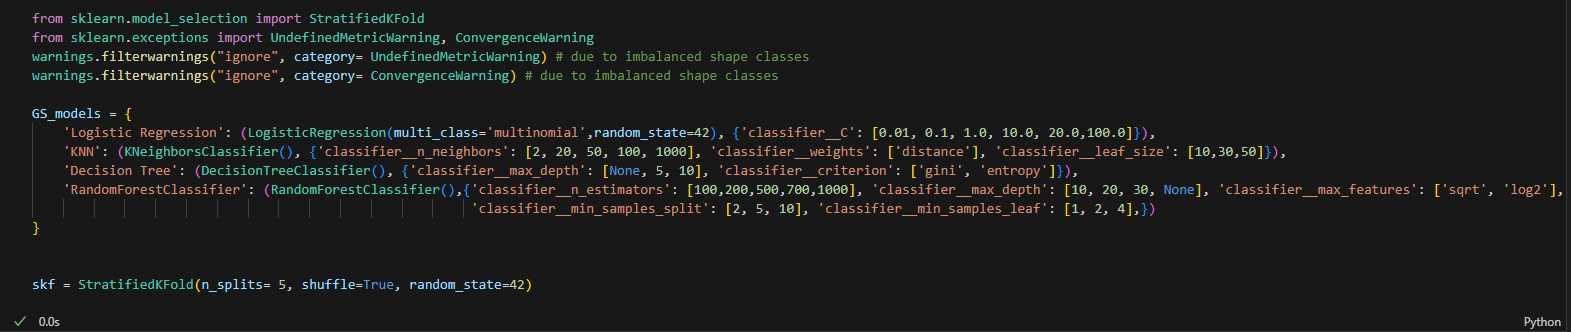 from sklearn.model_selection import StratifiedKFold
from sklearn.exceptions import UndefinedMetricWarning, ConvergenceWarning
warnings.filterwarnings("ignore", category= UndefinedMetricWarning) # due to imbalanced shape classes
warnings.filterwarnings("ignore", category= ConvergenceWarning) # due to imbalanced shape classes
GS_models = {
'Logistic Regression': (LogisticRegression(multi_class='multinomial',random_state=42), {'classifier__C': [0.01, 0.1, 1.0, 10.0, 20.0,100.0]}),
'KNN': (KNeighborsClassifier(), {'classifier__n_neighbors': [2, 20, 50, 100, 1000], 'classifier__weights': ['distance'], 'classifier__leaf_size': [10,30,50]}),
'Decision Tree': (DecisionTreeClassifier(), {'classifier__max_depth': [None, 5, 10], 'classifier__criterion': ['gini', 'entropy']}),
'RandomForestClassifier': (RandomForestClassifier(),{'classifier__n_estimators': [100,200,500,700,1000], 'classifier__max_depth': [10, 20, 30, None], 'classifier__max_features': ['sqrt', 'log2'],
'classifier__min_samples_split': [2, 5, 10], 'classifier__min_samples_leaf': [1, 2, 4],})
}
skf = StratifiedKFold(n_splits= 5, shuffle=True, random_state=42)
0.0s Python